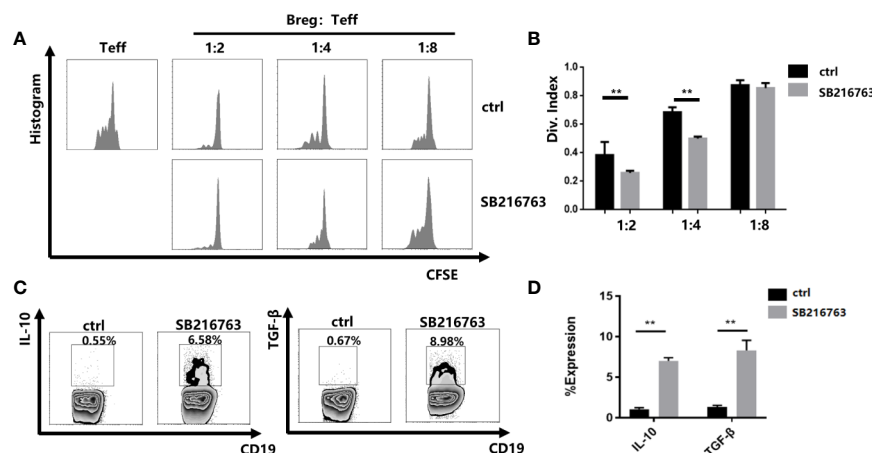 A
Breg: Teff
Teff
1:2
1:4
1:8
Histogram
ctrl
SB216763
CFSE
B
Div. Index
1.0
0.8
0.6
0.4
0.2
0.0
**
**
1:2
1:4
1:8
ctrl
SB216763
C
IL-10
ctrl
0.55%
SB216763
6.58%
CD19
TGF-β
ctrl
0.67%
SB216763
8.98%
CD19
D
%Expression
15
10
5
0
**
**
IL-10
TGF-β
ctrl
SB216763